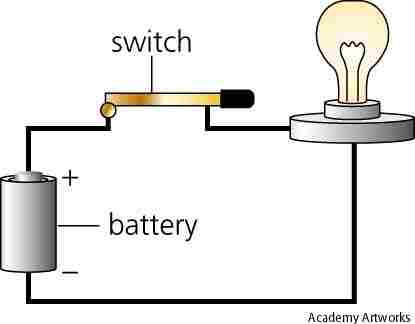 switch
+
battery
−
Academy Artworks